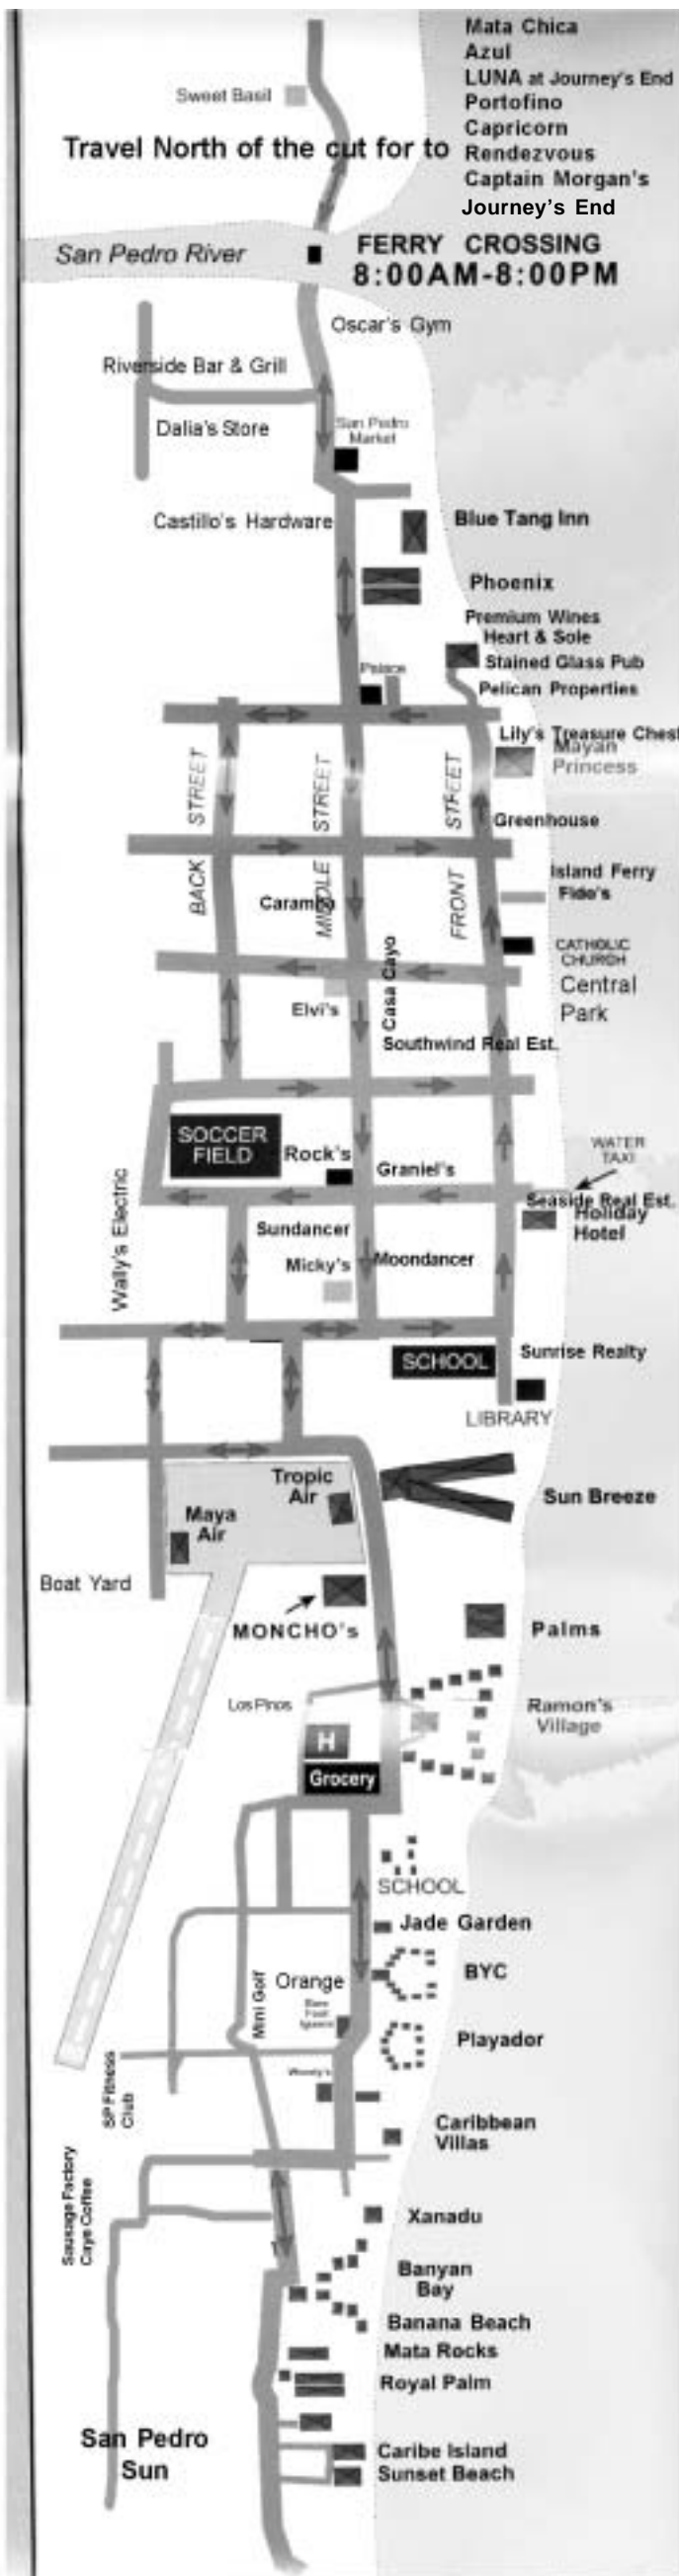 Mata Chica
Azul
LUNA at Journey's End
Portofino
Capricorn
Rendezvous
Captain Morgan's
Journey's End
Sweet Basil
Travel North of the cut for to
San Pedro River
FERRY CROSSING
8:00AM-8:00PM
Oscar's Gym
Riverside Bar & Grill
Dalia's Store
San Pedro
Market
Castillo's Hardware
Blue Tang Inn
Phoenix
Premium Wines
Heart & Sole
Stained Glass Pub
Pelican Properties
Palace
Lily's Treasure Chest
Mayan
Princess
BACK STREET
MIDDLE STREET
FRONT STREET
Greenhouse
Island Ferry
Fido's
Caramba
CATHOLIC
CHURCH
Central
Park
Elvi's
Casa Cayo
Southwind Real Est.
SOCCER
FIELD
Rock's
Graniel's
WATER
TAXI
Seaside Real Est.
Holiday
Hotel
Wally's Electric
Sundancer
Micky's
Moondancer
SCHOOL
Sunrise Realty
LIBRARY
Tropic
Air
Maya
Air
Sun Breeze
Boat Yard
MONCHO's
Palms
Los Pinos
Ramon's
Village
H
Grocery
SCHOOL
Jade Garden
Mini Golf
Orange
BYC
Bare
Foot
Iguana
Playador
SP Fitness
Club
Woody's
Caribbean
Villas
Sausage Factory
Caye Coffee
Xanadu
Banyan
Bay
Banana Beach
Mata Rocks
Royal Palm
San Pedro
Sun
Caribe Island
Sunset Beach